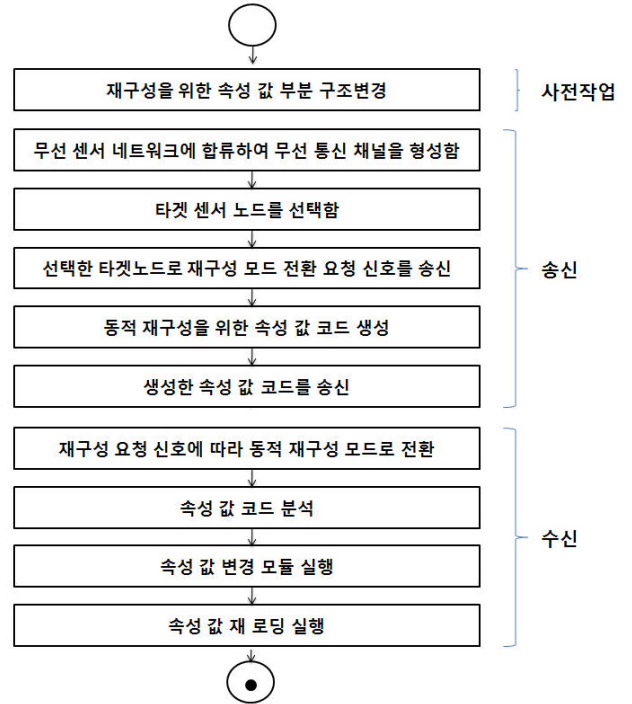 재구성을 위한 속성 값 부분 구조변경
사전작업
무선 센서 네트워크에 합류하여 무선 통신 채널을 형성함
타겟 센서 노드를 선택함
선택한 타겟노드로 재구성 모드 전환 요청 신호를 송신
송신
동적 재구성을 위한 속성 값 코드 생성
생성한 속성 값 코드를 송신
재구성 요청 신호에 따라 동적 재구성 모드로 전환
속성 값 코드 분석
수신
속성 값 변경 모듈 실행
속성 값 재 로딩 실행